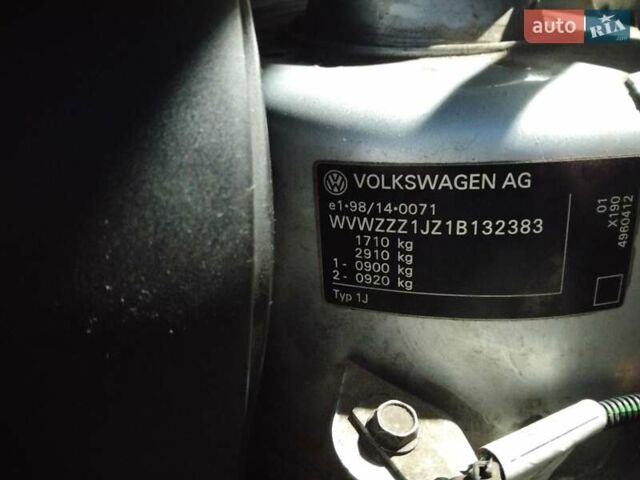 auto RIA
VOLKSWAGEN AG
e1*98/14*0071
WVWZZZ1JZ1B132383
1710 kg
2910 kg
1- 0900 kg
2- 0920 kg
Typ 1J
01
X190
4960412